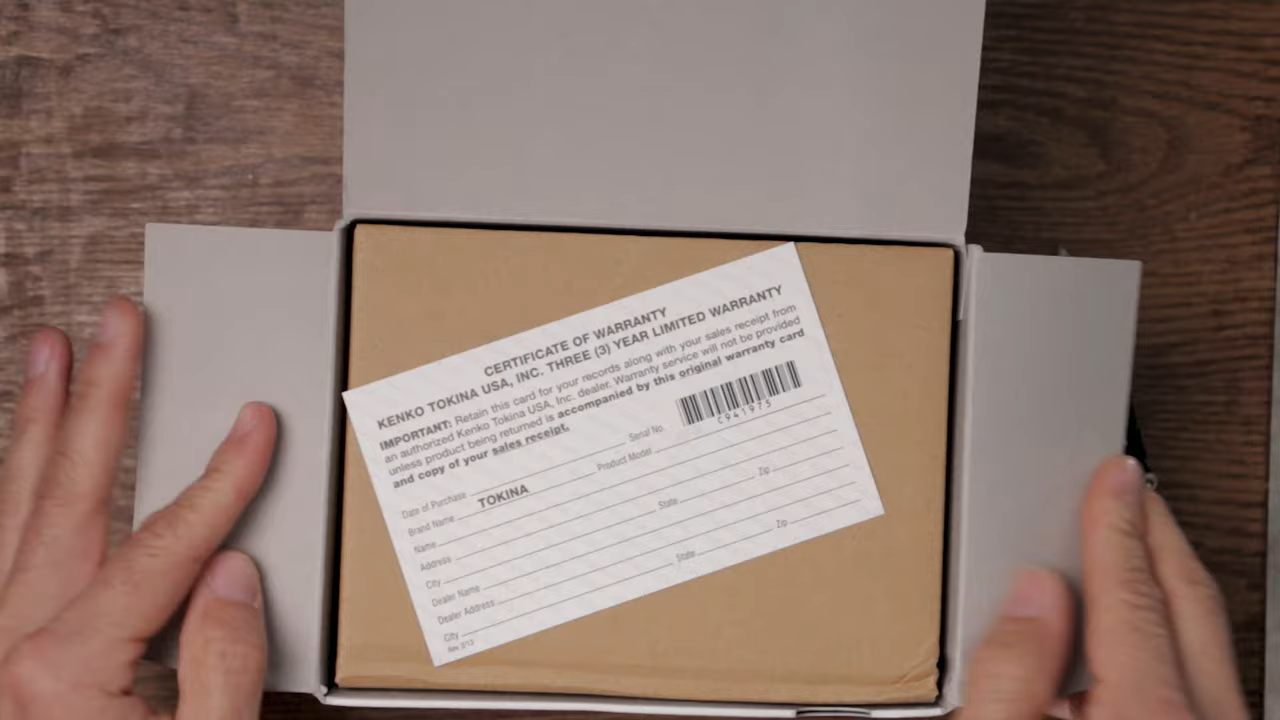 CERTIFICATE OF WARRANTY
KENKO TOKINA USA, INC. THREE (3) YEAR LIMITED WARRANTY
IMPORTANT: Retain this card for your records along with your sales receipt from
an authorized Kenko Tokina USA, Inc. dealer. Warranty service will not be provided
unless product being returned is accompanied by this original warranty card
and copy of your sales receipt.
Date of Purchase Serial No. C941975
Brand Name TOKINA Product Model
Name
Address
City State Zip
Dealer Name
Dealer Address
City State Zip
Rev. 2/13